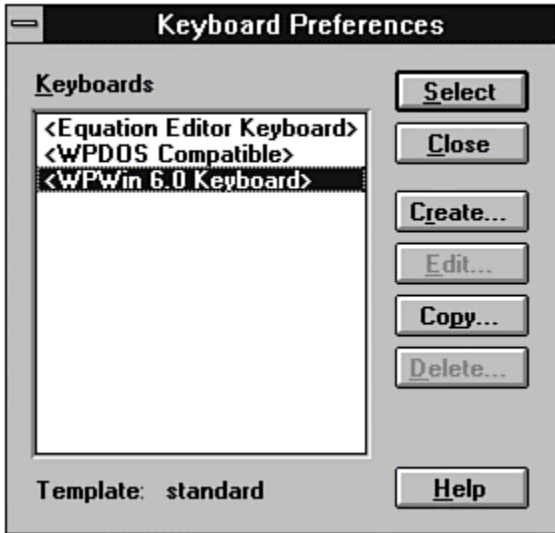 Keyboard Preferences
Keyboards
<Equation Editor Keyboard>
<WPDOS Compatible>
<WPWin 6.0 Keyboard>
Select
Close
Create...
Edit...
Copy...
Delete...
Template: standard
Help